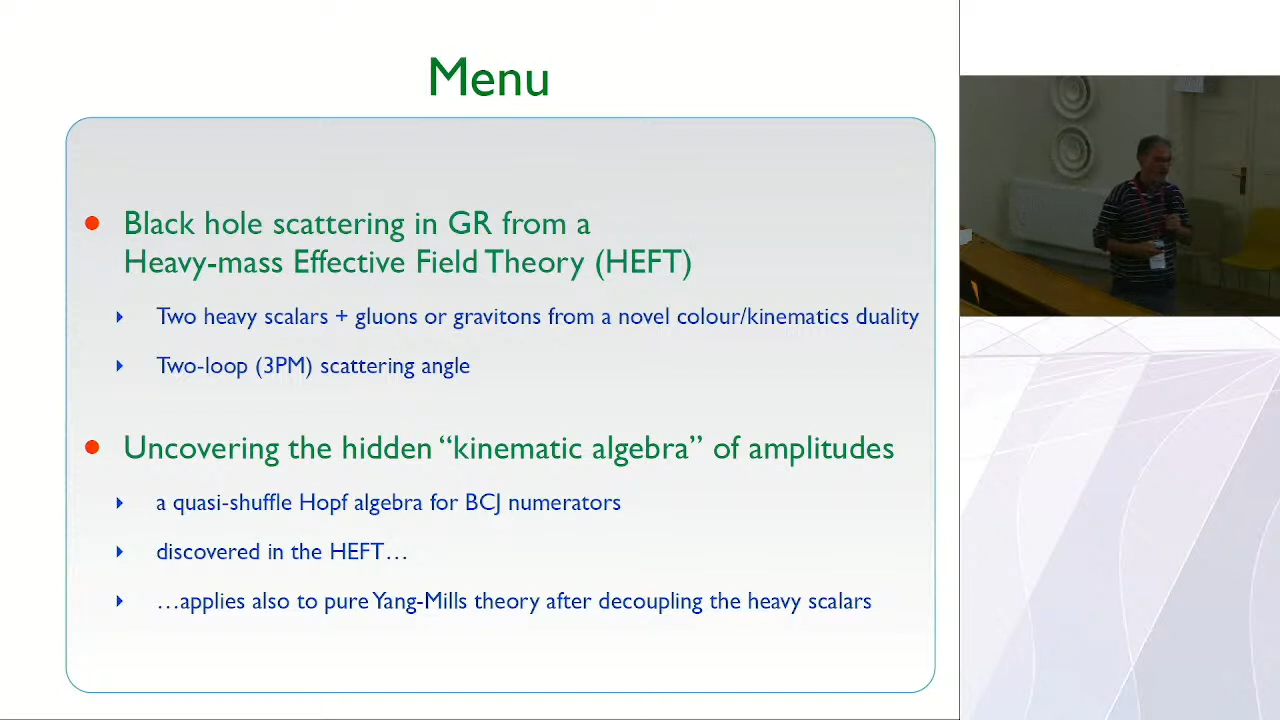 Menu
Black hole scattering in GR from a
Heavy-mass Effective Field Theory (HEFT)
Two heavy scalars + gluons or gravitons from a novel colour/kinematics duality
Two-loop (3PM) scattering angle
Uncovering the hidden “kinematic algebra” of amplitudes
a quasi-shuffle Hopf algebra for BCJ numerators
discovered in the HEFT…
…applies also to pure Yang-Mills theory after decoupling the heavy scalars